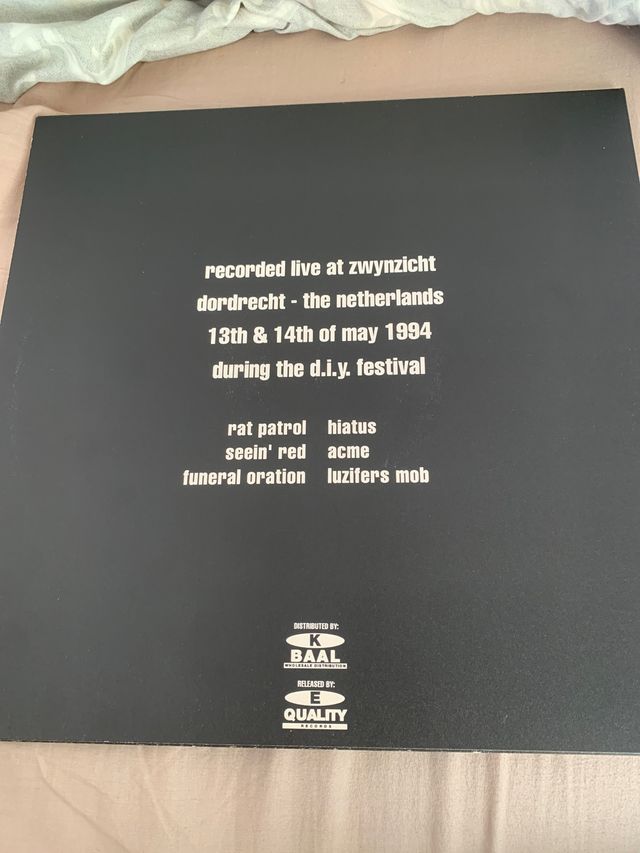 recorded live at zwynzicht
dordrecht - the netherlands
13th & 14th of may 1994
during the d.i.y. festival
rat patrol hiatus
seein' red acme
funeral oration luzifers mob
DISTRIBUTED BY:
K
BAAL
WHOLESALE DISTRIBUTION
RELEASED BY:
E
QUALITY
RECORDS